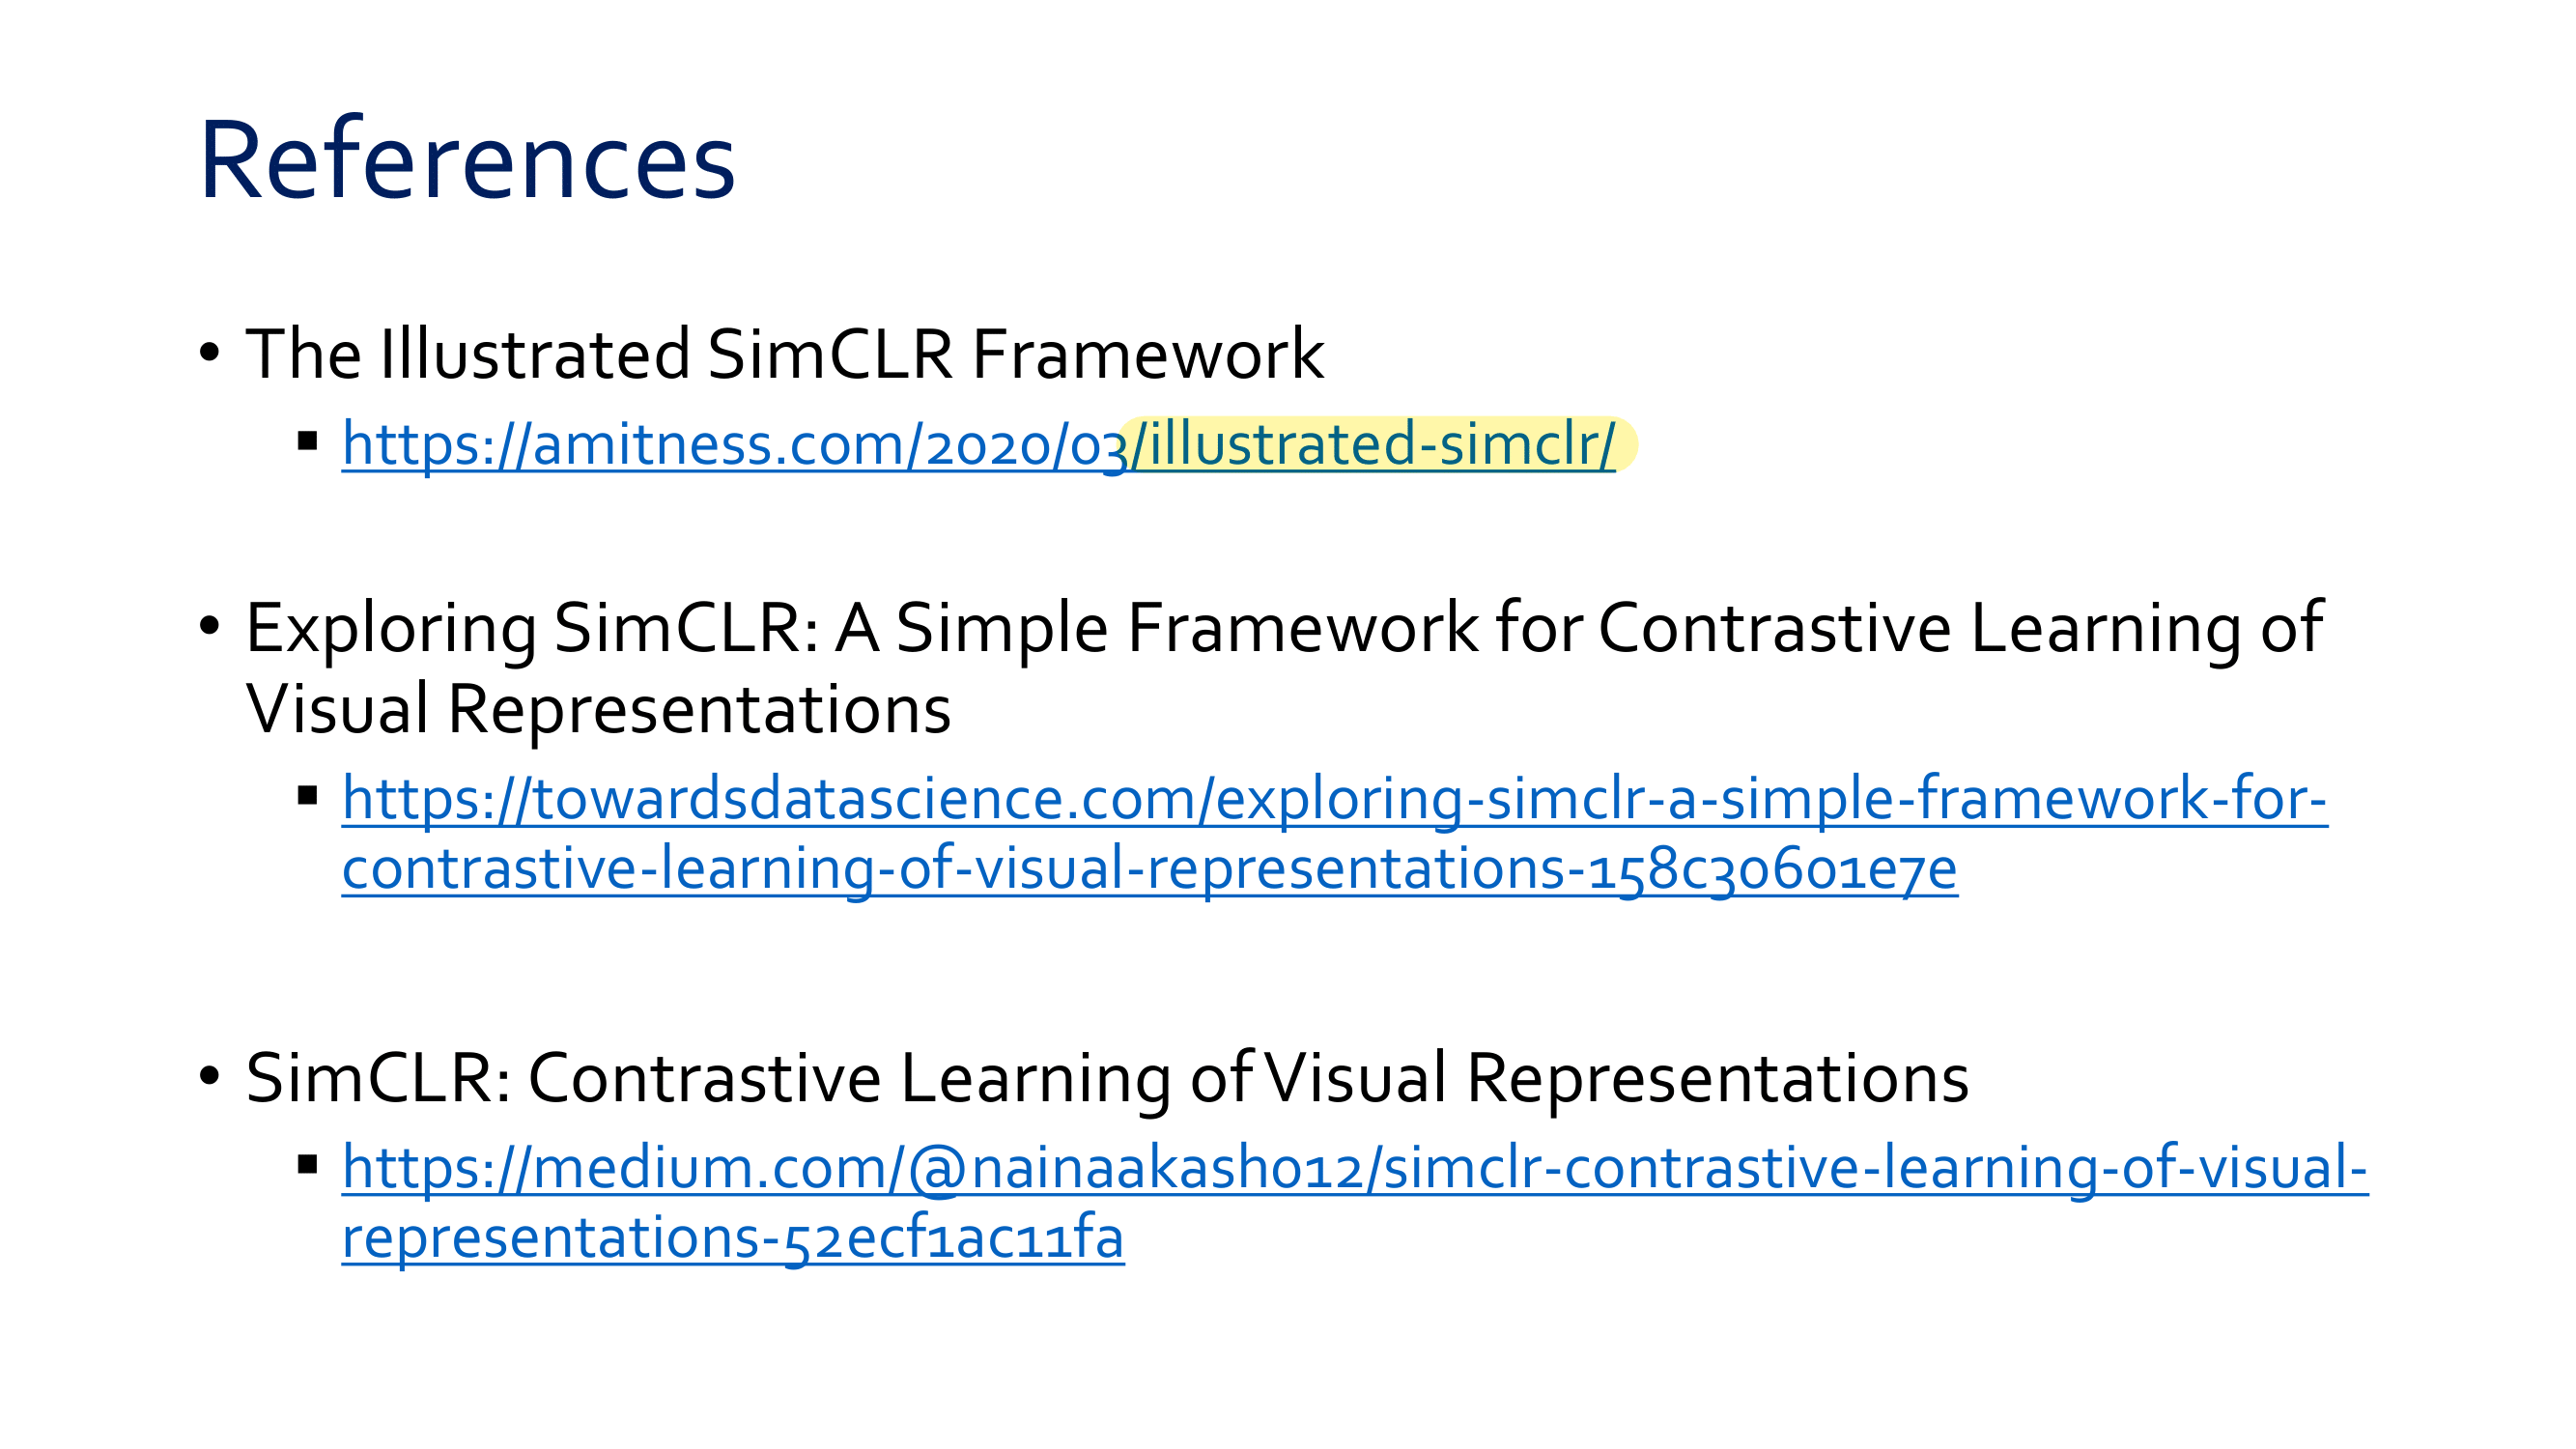 References
• The Illustrated SimCLR Framework
▪ https://amitness.com/2020/03/illustrated-simclr/
• Exploring SimCLR: A Simple Framework for Contrastive Learning of
Visual Representations
▪ https://towardsdatascience.com/exploring-simclr-a-simple-framework-for-
contrastive-learning-of-visual-representations-158c30601e7e
• SimCLR: Contrastive Learning of Visual Representations
▪ https://medium.com/@nainaakash012/simclr-contrastive-learning-of-visual-
representations-52ecf1ac11fa